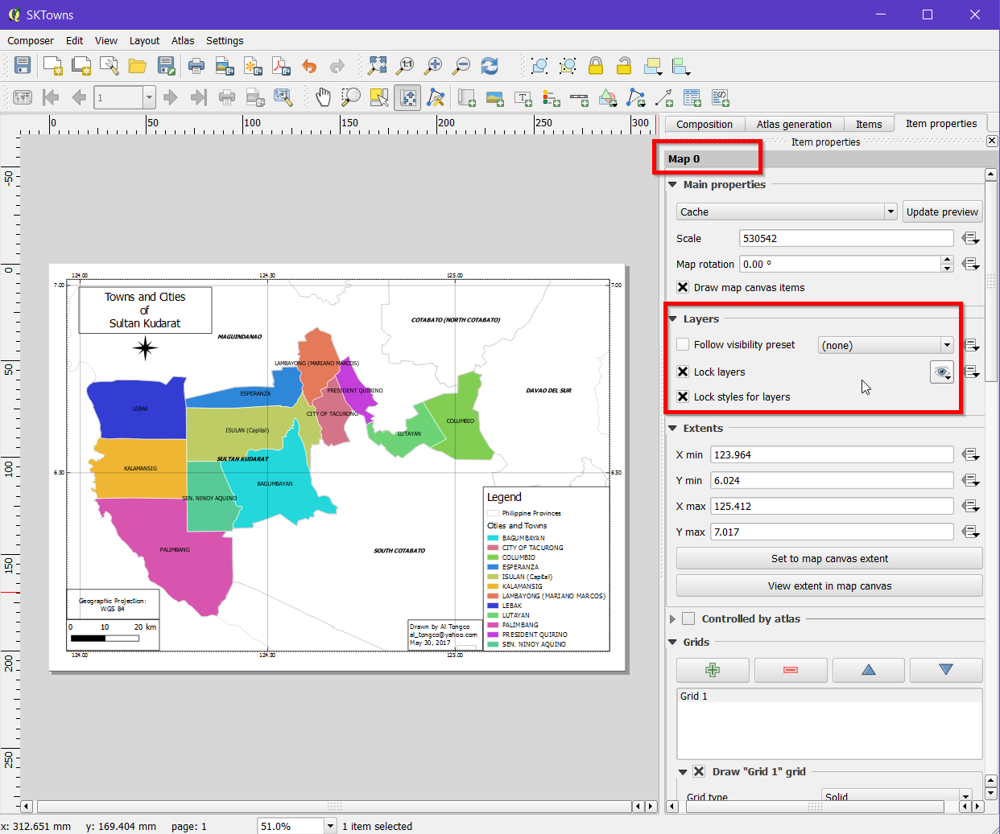 SKTowns
Composer Edit View Layout Atlas Settings
1
0 50 100 150 200 250 300
-50
0
50
100
150
200
250
Composition Atlas generation Items Item properties
Item properties
Map 0
Main properties
Cache Update preview
Scale 530542
Map rotation 0.00 °
Draw map canvas items
Layers
Follow visibility preset (none)
Lock layers
Lock styles for layers
Extents
X min 123.964
Y min 6.024
X max 125.412
Y max 7.017
Set to map canvas extent
View extent in map canvas
Controlled by atlas
Grids
Grid 1
Draw "Grid 1" grid
Grid type Solid
124.00 124.50 125.00
7.00 7.00
Towns and Cities
of
Sultan Kudarat
MAGUINDANAO
COTABATO (NORTH COTABATO)
LAMBAYONG (MARIANO MARCOS)
ESPERANZA
PRESIDENT QUIRINO
DAVAO DEL SUR
LEBAK
CITY OF TACURONG
COLUMBIO
ISULAN (Capital)
LUTAYAN
SULTAN KUDARAT
KALAMANSIG
6.50 6.50
BAGUMBAYAN
SEN. NINOY AQUINO
PALIMBANG
SOUTH COTABATO
Legend
Philippine Provinces
Cities and Towns
BAGUMBAYAN
CITY OF TACURONG
COLUMBIO
ESPERANZA
ISULAN (Capital)
KALAMANSIG
LAMBAYONG (MARIANO MARCOS)
LEBAK
LUTAYAN
PALIMBANG
PRESIDENT QUIRINO
SEN. NINOY AQUINO
Geographic Projection:
WGS 84
0 10 20 km
Drawn by Al Tongco
al_tongco@yahoo.com
May 30, 2017
124.00 124.50 125.00
x: 312.651 mm y: 169.404 mm page: 1 51.0% 1 item selected